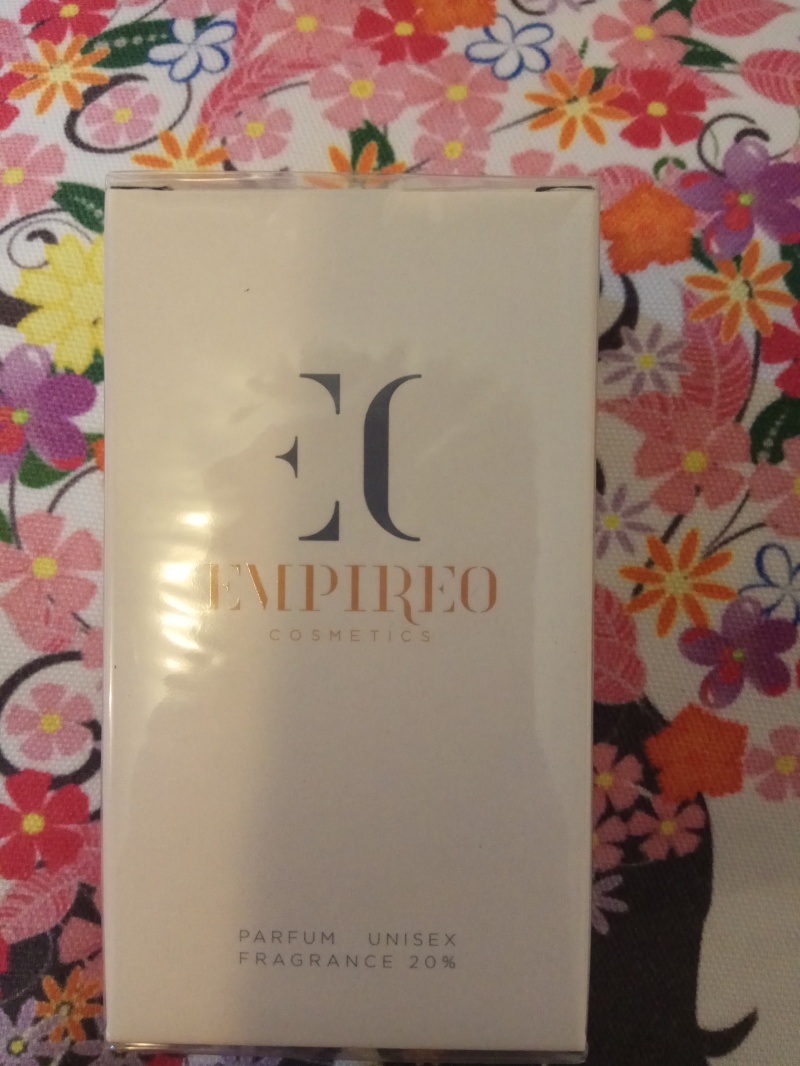 EC
EMPIREO
COSMETICS
PARFUM UNISEX
FRAGRANCE 20%